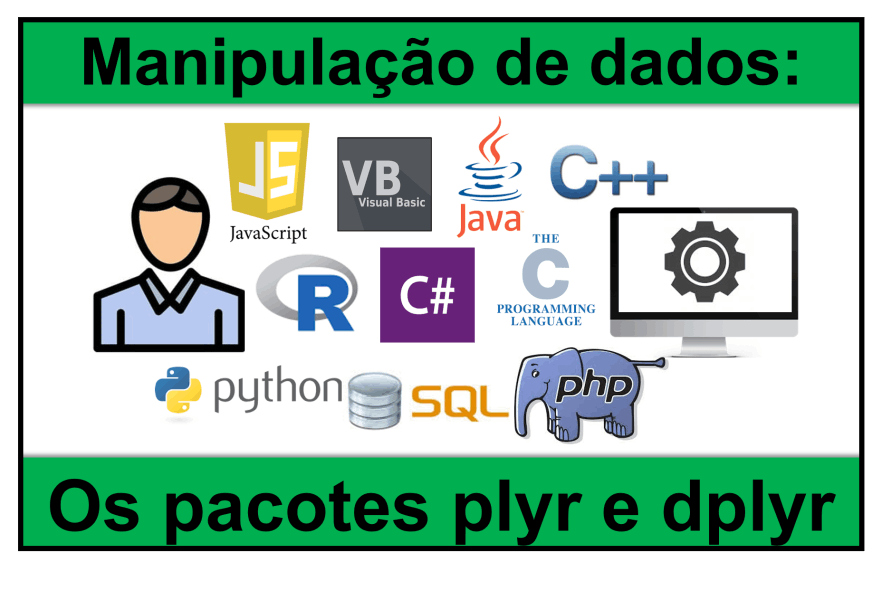 Manipulação de dados:
JS
JavaScript
VB
Visual Basic
Java
C++
R
C#
THE
C
PROGRAMMING
LANGUAGE
python
SQL
php
Os pacotes plyr e dplyr